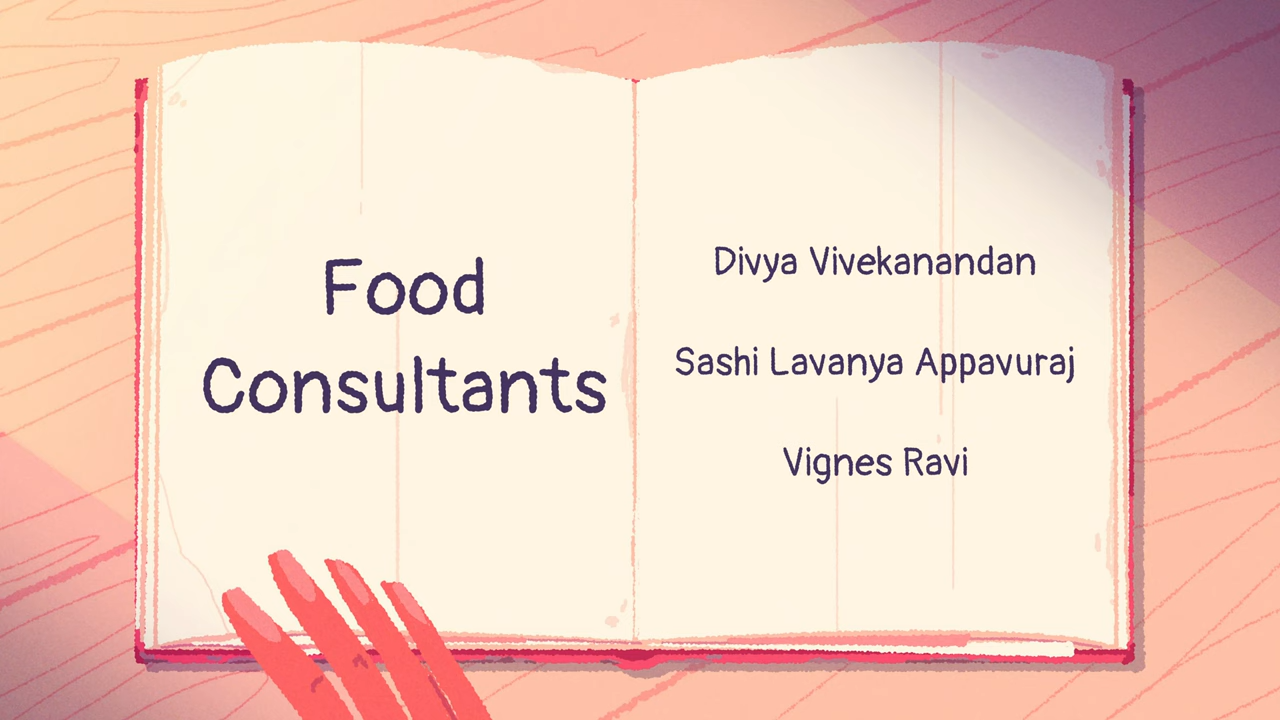 Food
Consultants
Divya Vivekanandan
Sashi Lavanya Appavuraj
Vignes Ravi